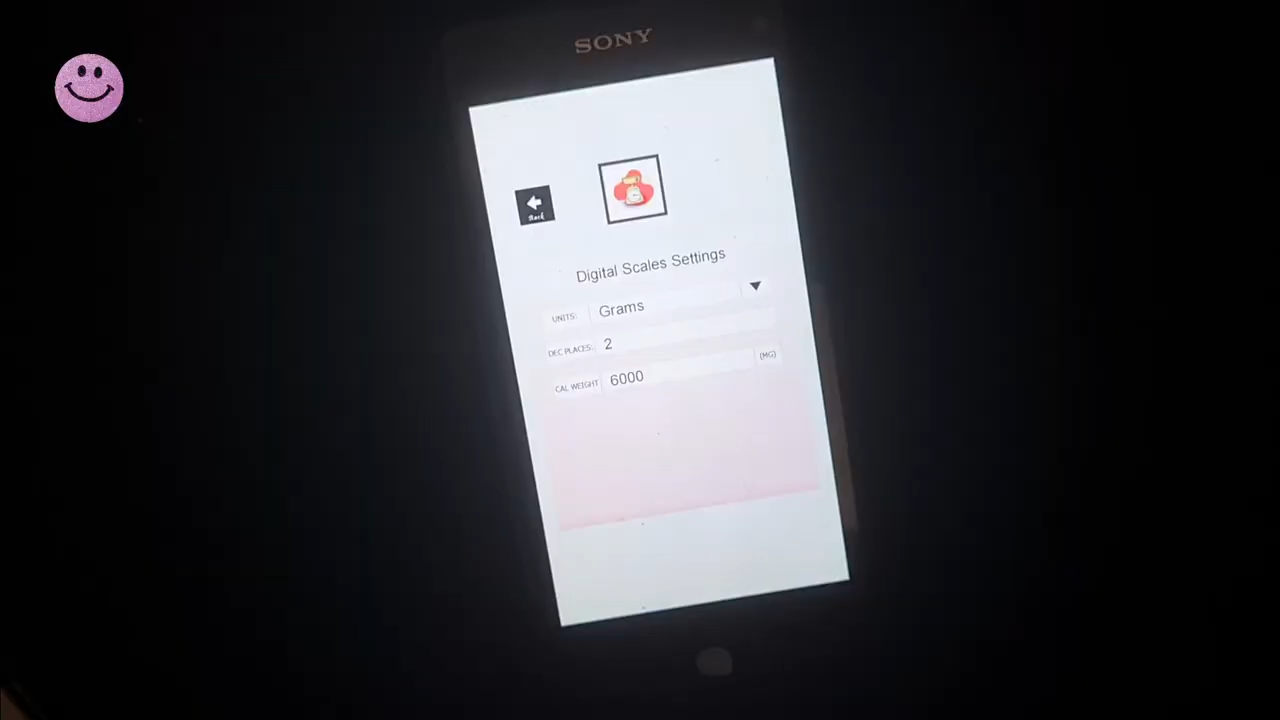 SONY
Back
Digital Scales Settings
UNITS: Grams
DEC PLACES: 2
CAL WEIGHT 6000 (MG)